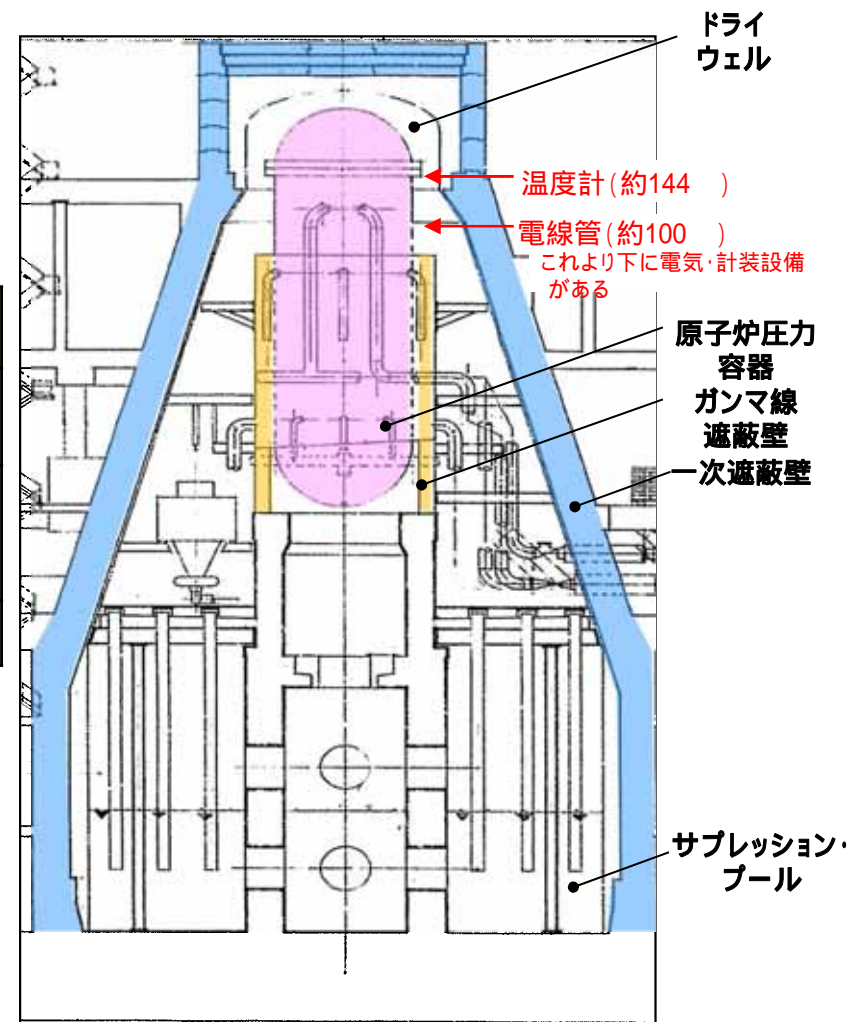 ドライ
ウェル
温度計(約144　)
電線管(約100　)
これより下に電気・計装設備
がある
原子炉圧力
容器
ガンマ線
遮蔽壁
一次遮蔽壁
サプレッション・
プール